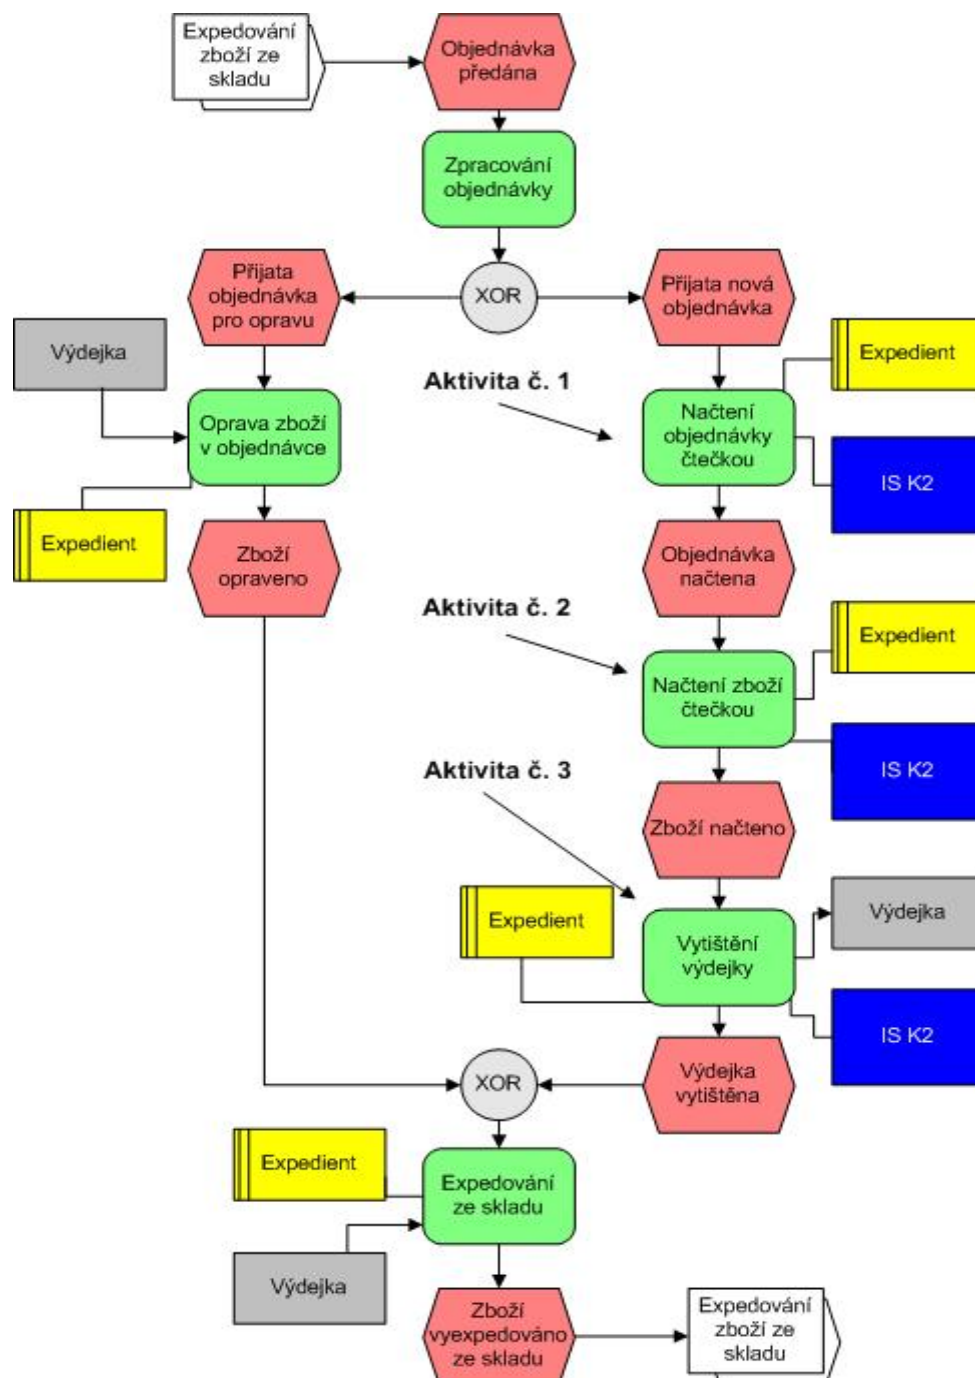 Expedování
zboží ze
skladu
Objednávka
předána
Zpracování
objednávky
XOR
Přijata
objednávka
pro opravu
Přijata nová
objednávka
Výdejka
Expedient
Aktivita č. 1
Oprava zboží
v objednávce
Načtení
objednávky
čtečkou
IS K2
Expedient
Zboží
opraveno
Objednávka
načtena
Aktivita č. 2
Expedient
Načtení zboží
čtečkou
IS K2
Aktivita č. 3
Zboží načteno
Expedient
Výdejka
Vytištění
výdejky
IS K2
XOR
Výdejka
vytištěna
Expedient
Expedování
ze skladu
Výdejka
Zboží
vyexpedováno
ze skladu
Expedování
zboží ze
skladu